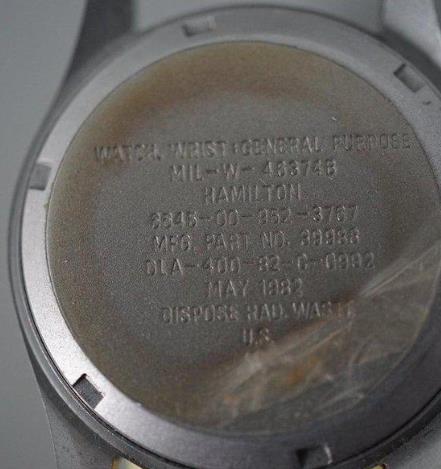 WATCH, WRIST:GENERAL PURPOSE
MIL-W-46374B
HAMILTON
6645-00-952-3767
MFG. PART NO. 39988
DLA-400-82-C-0992
MAY 1982
DISPOSE RAD. WASTE
U.S.